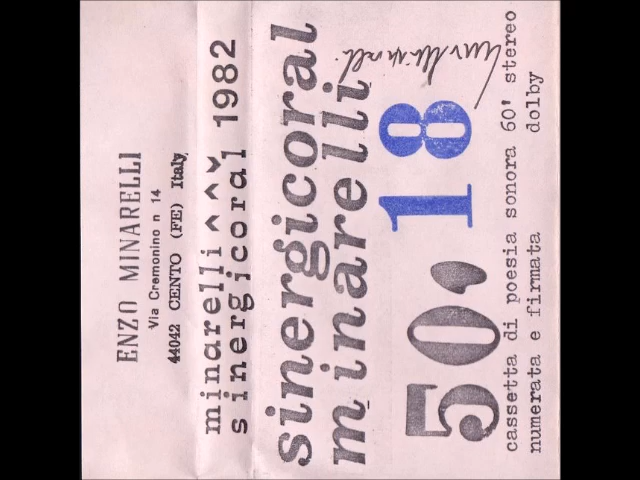 ENZO MINARELLI
Via Cremonino n 14
44042 CENTO (FE) Italy
minarelli ^^ˇ
sinergicoral 1982
sinergicoral
minarelli
50' 18
cassetta di poesia sonora 60' stereo
numerata e firmata dolby